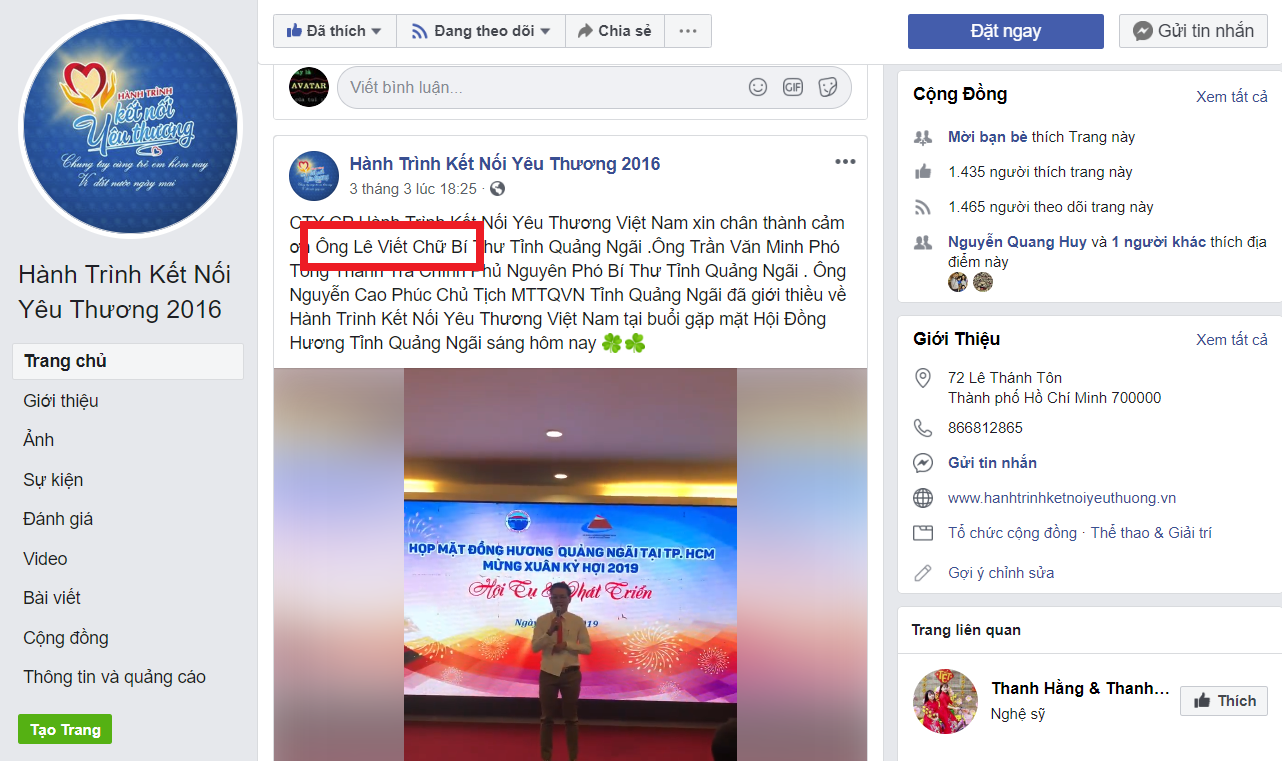 HÀNH TRÌNH
kết nối
Yêu thương
Chung tay cùng trẻ em hôm nay
Vì đất nước ngày mai
Hành Trình Kết Nối
Yêu Thương 2016
Trang chủ
Giới thiệu
Ảnh
Sự kiện
Đánh giá
Video
Bài viết
Cộng đồng
Thông tin và quảng cáo
Tạo Trang
Đã thích
Đang theo dõi
Chia sẻ
Đặt ngay
Gửi tin nhắn
AVATAR
Viết bình luận...
GIF
Hành Trình Kết Nối Yêu Thương 2016
3 tháng 3 lúc 18:25 ·
CTY CP Hành Trình Kết Nối Yêu Thương Việt Nam xin chân thành cảm
ơn Ông Lê Viết Chữ Bí Thư Tỉnh Quảng Ngãi .Ông Trần Văn Minh Phó
Tổng Thanh Tra Chính Phủ Nguyên Phó Bí Thư Tỉnh Quảng Ngãi . Ông
Nguyễn Cao Phúc Chủ Tịch MTTQVN Tỉnh Quảng Ngãi đã giới thiều về
Hành Trình Kết Nối Yêu Thương Việt Nam tại buổi gặp mặt Hội Đồng
Hương Tỉnh Quảng Ngãi sáng hôm nay 🍀🍀
HỌP MẶT ĐỒNG HƯƠNG QUẢNG NGÃI TẠI TP. HCM
MỪNG XUÂN KỶ HỢI 2019
Hội Tụ & Phát Triển
Cộng Đồng
Xem tất cả
Mời bạn bè thích Trang này
1.435 người thích trang này
1.465 người theo dõi trang này
Nguyễn Quang Huy và 1 người khác thích địa
điểm này
Giới Thiệu
Xem tất cả
72 Lê Thánh Tôn
Thành phố Hồ Chí Minh 700000
866812865
Gửi tin nhắn
www.hanhtrinhketnoiyeuthuong.vn
Tổ chức cộng đồng · Thể thao & Giải trí
Gợi ý chỉnh sửa
Trang liên quan
Thanh Hằng & Thanh...
Nghệ sỹ
Thích